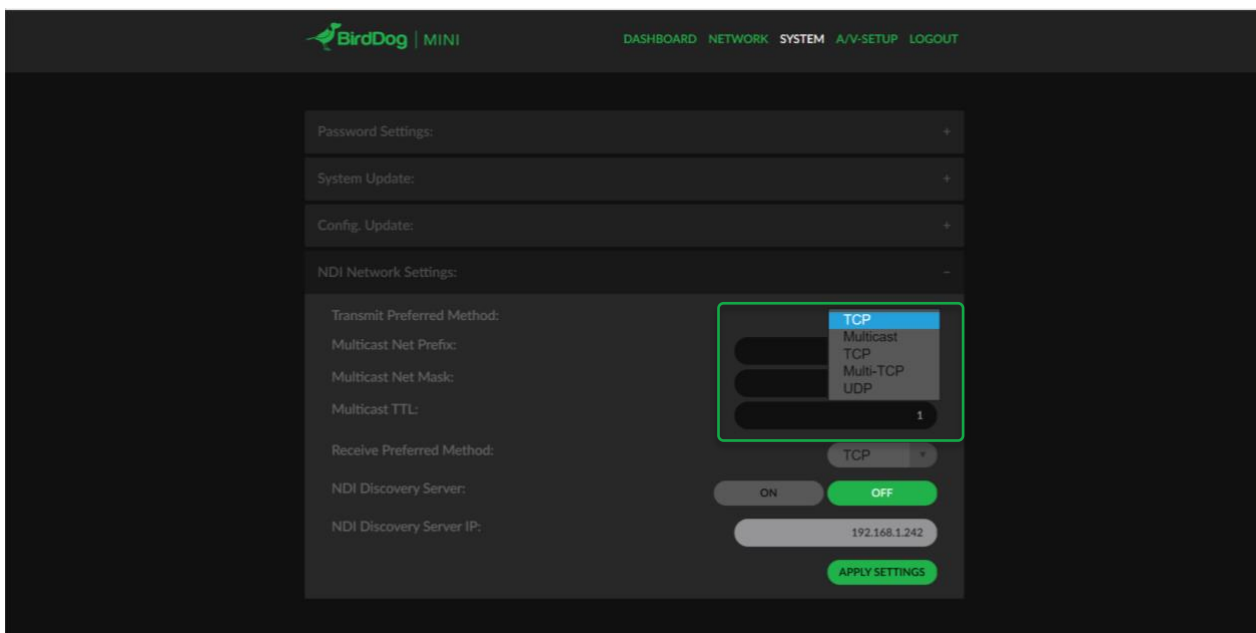 BirdDog | MINI
DASHBOARD NETWORK SYSTEM A/V-SETUP LOGOUT
Password Settings: +
System Update: +
Config. Update: +
NDI Network Settings: -
Transmit Preferred Method:
TCP
Multicast
TCP
Multi-TCP
UDP
Multicast Net Prefix:
Multicast Net Mask:
Multicast TTL: 1
Receive Preferred Method: TCP
NDI Discovery Server: ON OFF
NDI Discovery Server IP: 192.168.1.242
APPLY SETTINGS